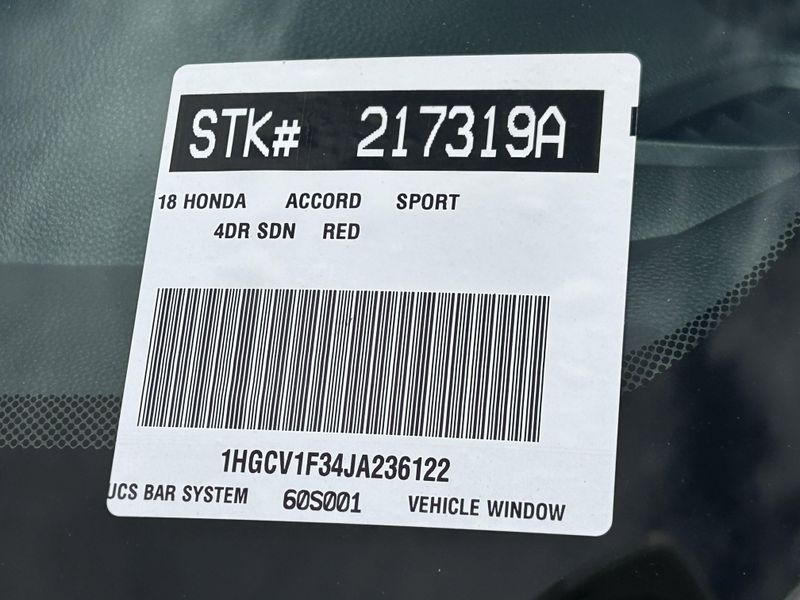 STK# 217319A
18 HONDA ACCORD SPORT
4DR SDN RED
1HGCV1F34JA236122
UCS BAR SYSTEM 60S001 VEHICLE WINDOW